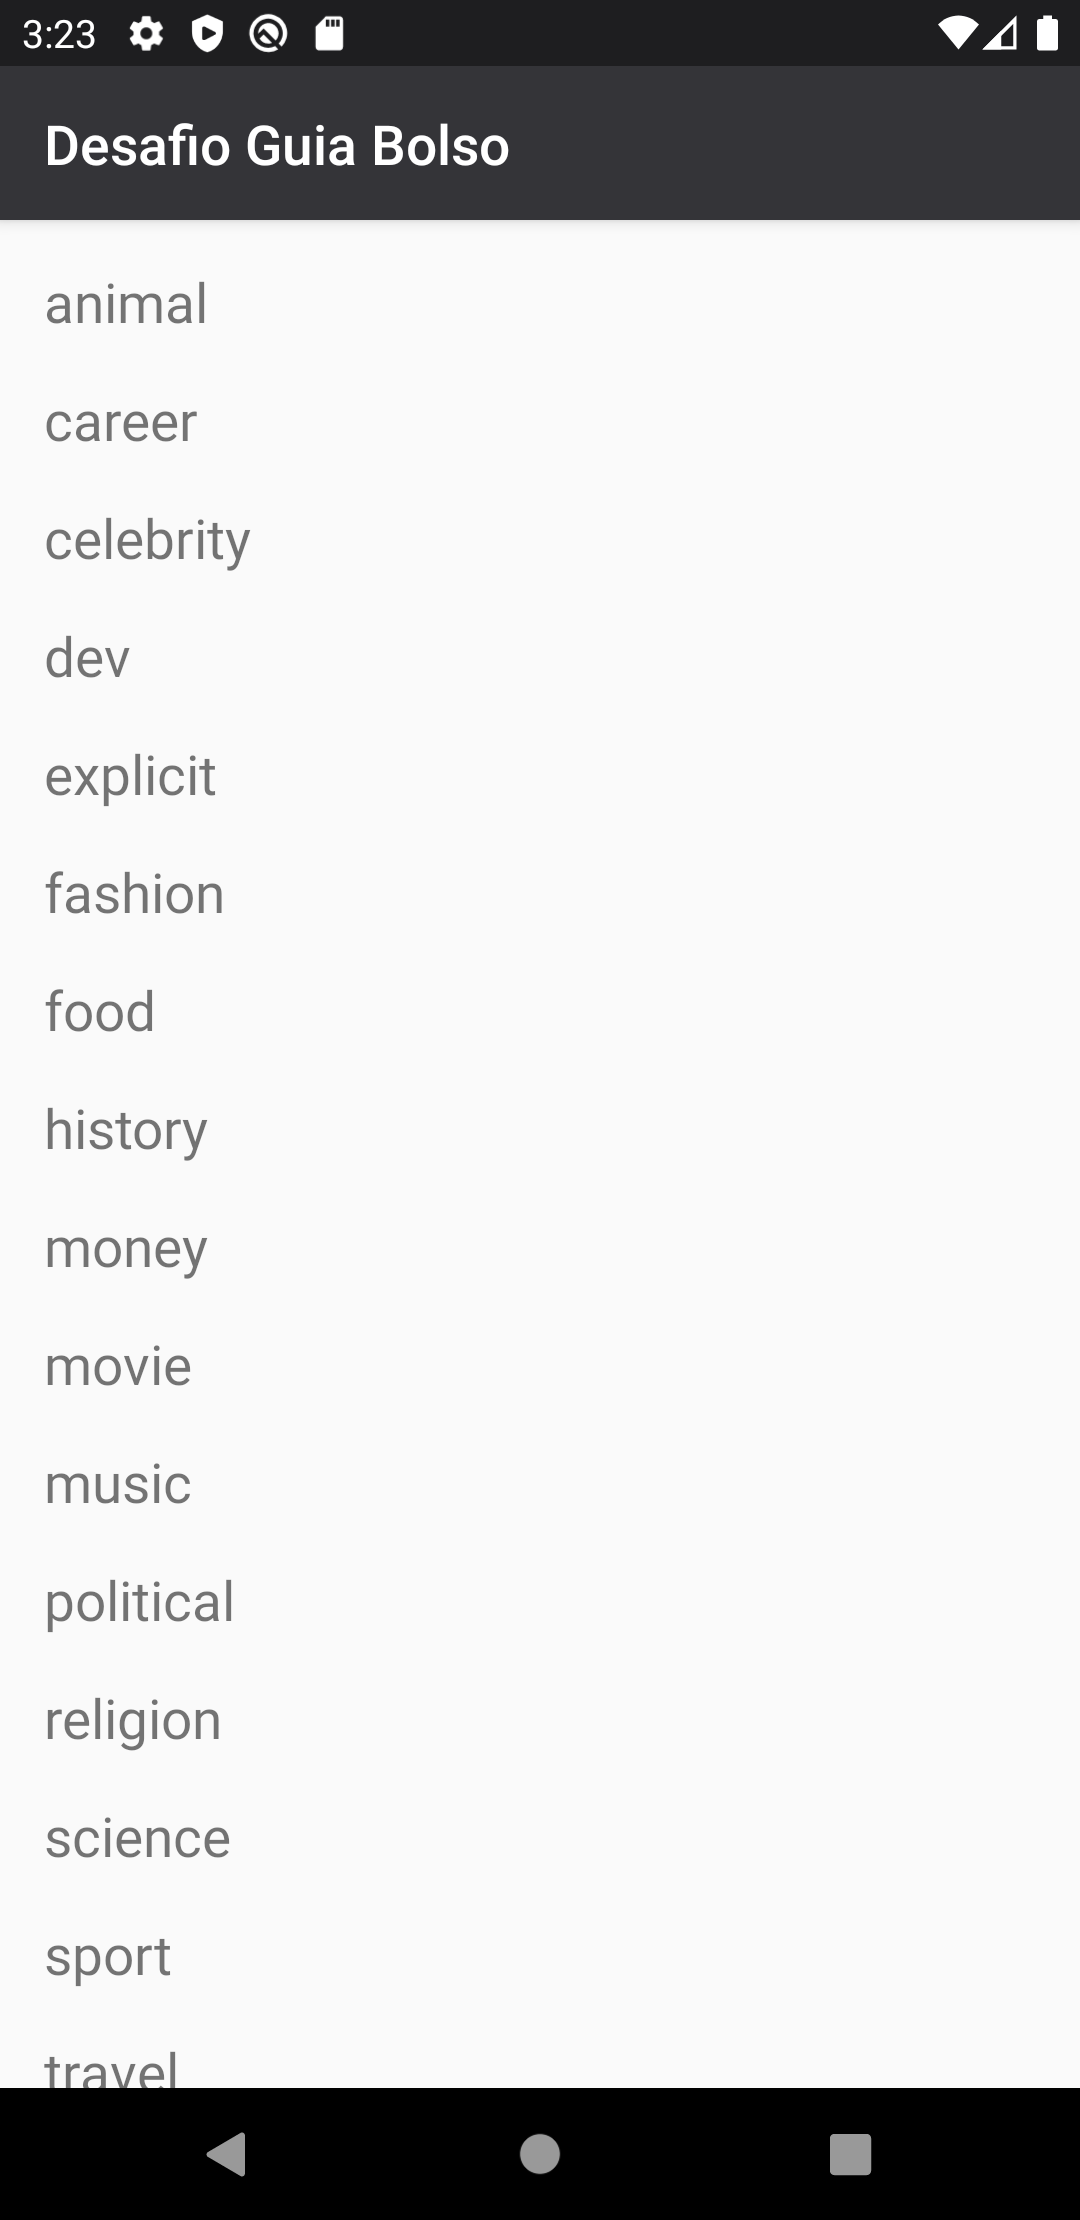 3:23
Desafio Guia Bolso
animal
career
celebrity
dev
explicit
fashion
food
history
money
movie
music
political
religion
science
sport
travel